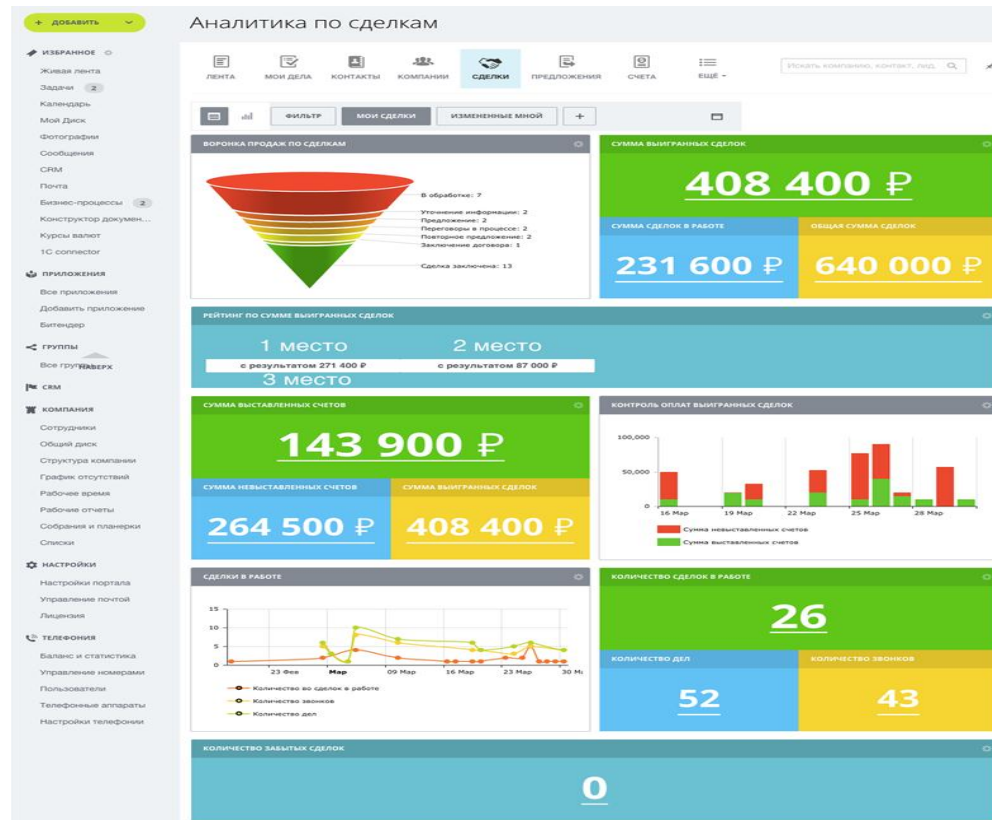 + ДОБАВИТЬ
ИЗБРАННОЕ
Живая лента
Задачи 2
Календарь
Мой Диск
Фотографии
Сообщения
CRM
Почта
Бизнес-процессы 2
Конструктор докумен...
Курсы валют
1C connector
ПРИЛОЖЕНИЯ
Все приложения
Добавить приложение
Битендер
ГРУППЫ
Все группы
НАВЕРХ
CRM
КОМПАНИЯ
Сотрудники
Общий диск
Структура компании
График отсутствий
Рабочее время
Рабочие отчеты
Собрания и планерки
Списки
НАСТРОЙКИ
Настройки портала
Управление почтой
Лицензия
ТЕЛЕФОНИЯ
Баланс и статистика
Управление номерами
Пользователи
Телефонные аппараты
Настройки телефонии
Аналитика по сделкам
ЛЕНТА МОИ ДЕЛА КОНТАКТЫ КОМПАНИИ СДЕЛКИ ПРЕДЛОЖЕНИЯ СЧЕТА ЕЩЁ
Искать компанию, контакт, лид,
ФИЛЬТР МОИ СДЕЛКИ ИЗМЕНЕННЫЕ МНОЙ +
ВОРОНКА ПРОДАЖ ПО СДЕЛКАМ
В обработке: 7
Уточнение информации: 2
Предложение: 2
Переговоры в процессе: 2
Повторное предложение: 2
Заключение договора: 1
Сделка заключена: 13
СУММА ВЫИГРАННЫХ СДЕЛОК
408 400 ₽
СУММА СДЕЛОК В РАБОТЕ
231 600 ₽
ОБЩАЯ СУММА СДЕЛОК
640 000 ₽
РЕЙТИНГ ПО СУММЕ ВЫИГРАННЫХ СДЕЛОК
1 место 2 место
с результатом 271 400 ₽ с результатом 87 000 ₽
3 место
СУММА ВЫСТАВЛЕННЫХ СЧЕТОВ
143 900 ₽
СУММА НЕВЫСТАВЛЕННЫХ СЧЕТОВ
264 500 ₽
СУММА ВЫИГРАННЫХ СДЕЛОК
408 400 ₽
КОНТРОЛЬ ОПЛАТ ВЫИГРАННЫХ СДЕЛОК
100,000
50,000
0
16 Мар 19 Мар 22 Мар 25 Мар 28 Мар
Сумма невыставленных счетов
Сумма выставленных счетов
СДЕЛКИ В РАБОТЕ
15
10
5
0
23 Фев Мар 09 Мар 16 Мар 23 Мар 30 Ма
Количество во сделок в работе
Количество звонков
Количество дел
КОЛИЧЕСТВО СДЕЛОК В РАБОТЕ
26
КОЛИЧЕСТВО ДЕЛ
52
КОЛИЧЕСТВО ЗВОНКОВ
43
КОЛИЧЕСТВО ЗАБЫТЫХ СДЕЛОК
0